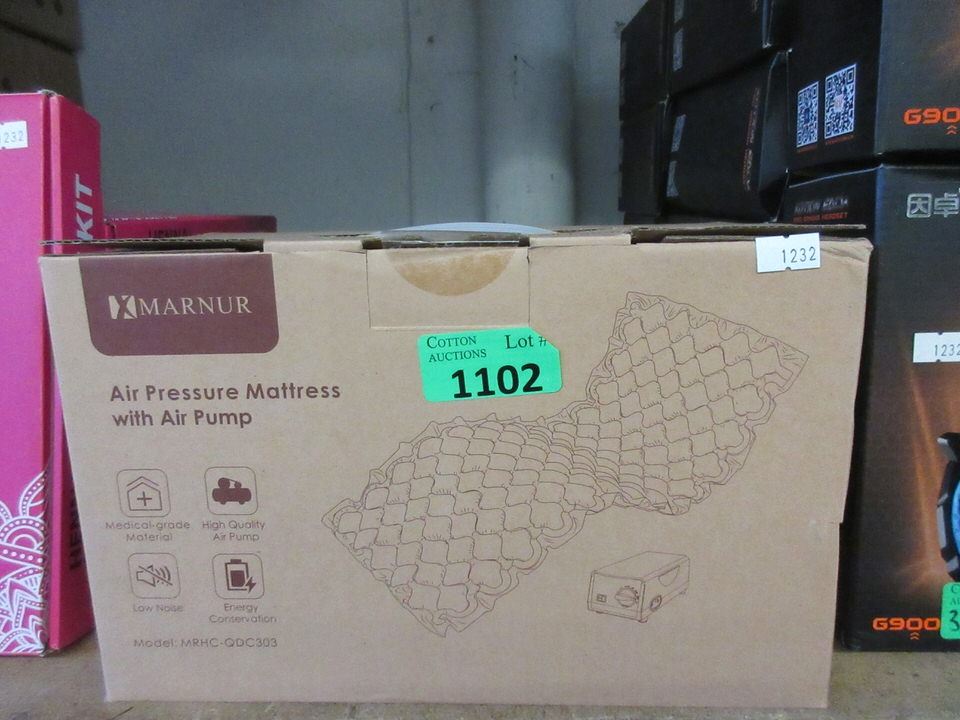 1232
KIT
MARNUR
Air Pressure Mattress
with Air Pump
Medical-grade
Material
High Quality
Air Pump
Low Noise
Energy
Conservation
Model: MRHC-QDC303
COTTON
AUCTIONS
Lot #
1102
1232
G90
因卓
1232
G900